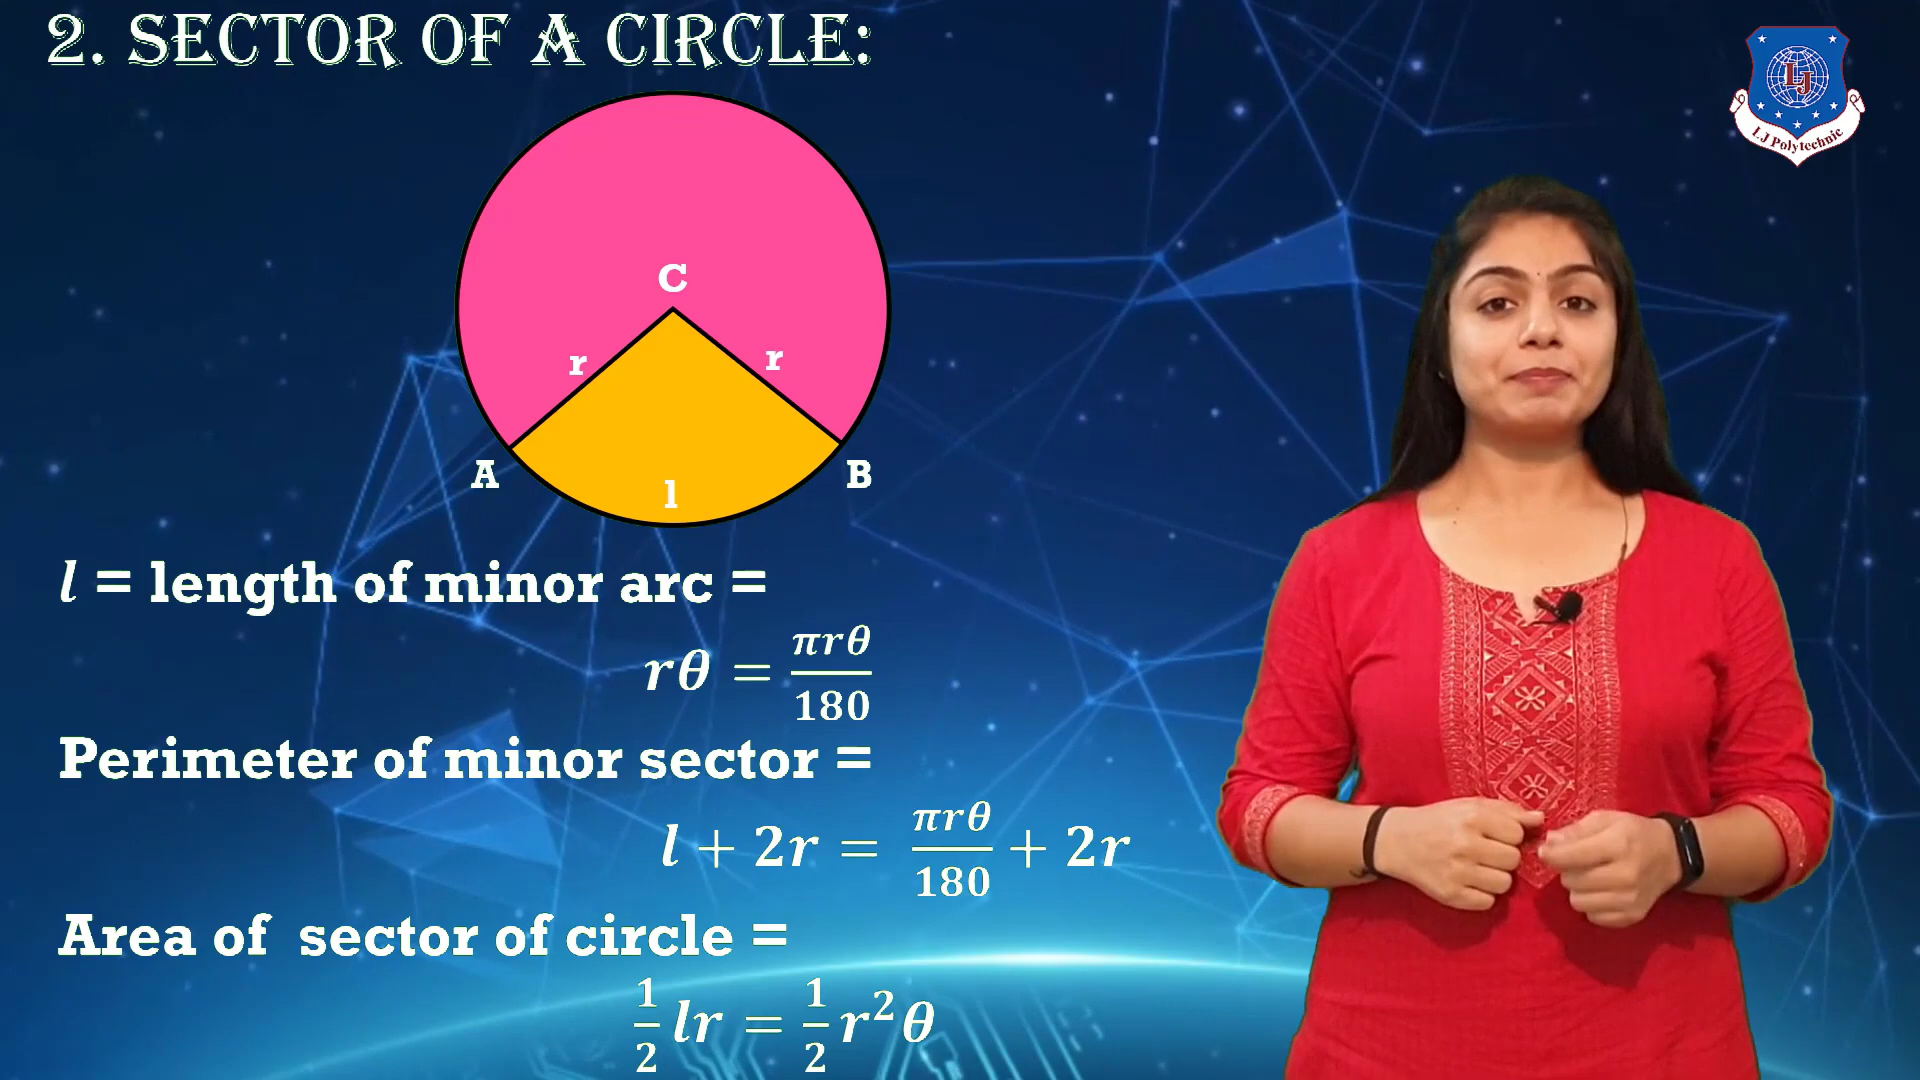 2. SECTOR OF A CIRCLE:
LJ
LJ Polytechnic
C
r r
A B
l
l = length of minor arc =
rθ = πrθ/180
Perimeter of minor sector =
l + 2r = πrθ/180 + 2r
Area of sector of circle =
1/2 lr = 1/2 r²θ